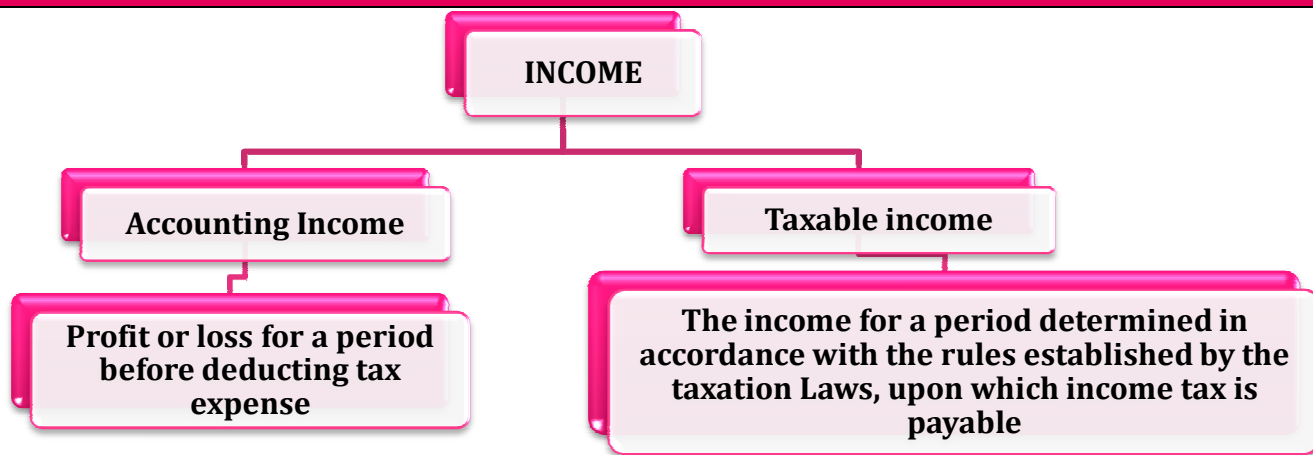 INCOME
Accounting Income
Taxable income
Profit or loss for a period
before deducting tax
expense
The income for a period determined in
accordance with the rules established by the
taxation Laws, upon which income tax is
payable